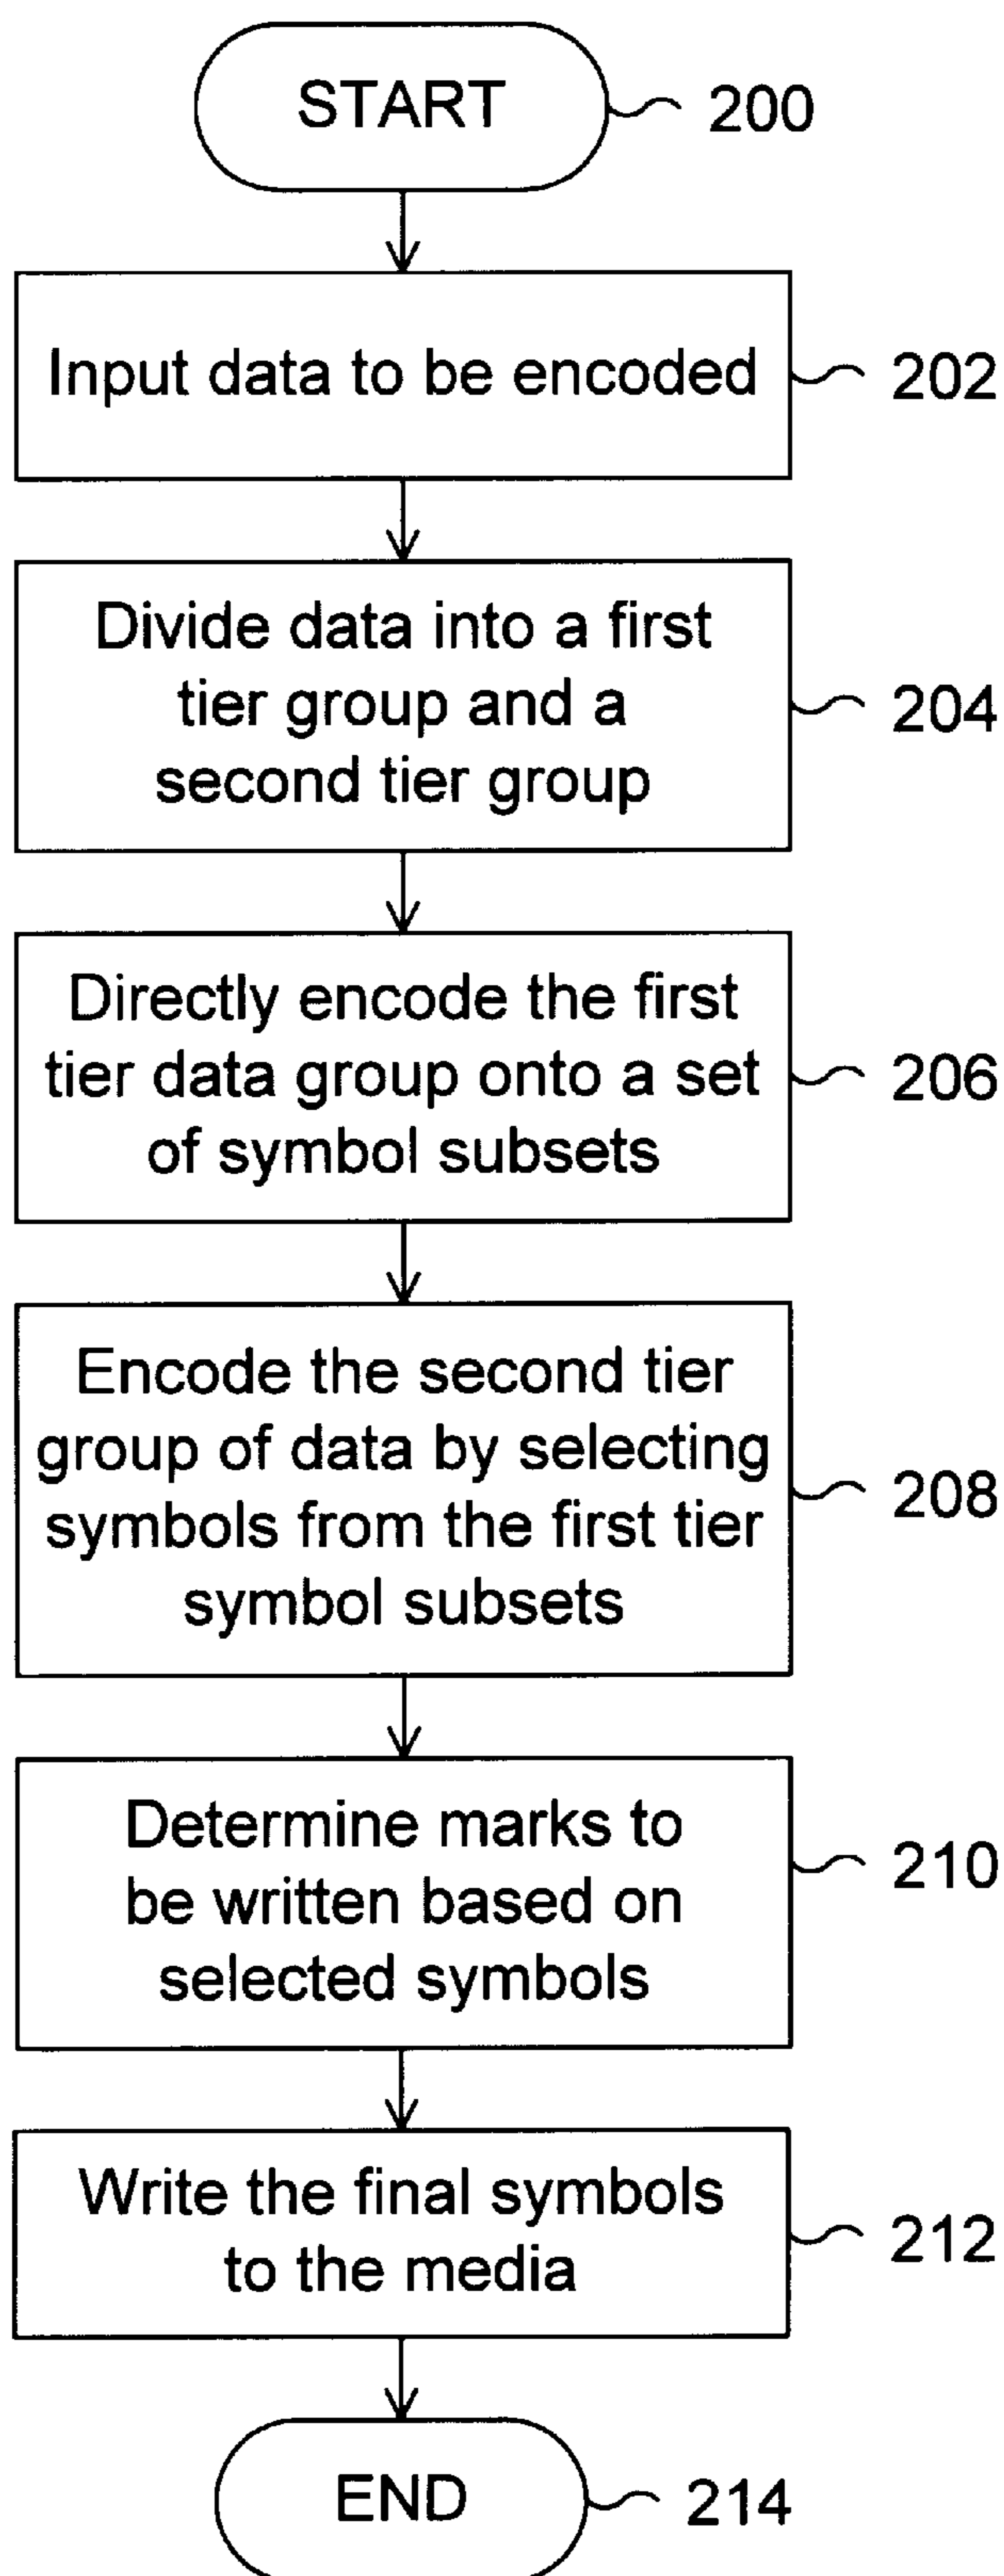 START
200
Input data to be encoded
202
Divide data into a first
tier group and a
second tier group
204
Directly encode the first
tier data group onto a set
of symbol subsets
206
Encode the second tier
group of data by selecting
symbols from the first tier
symbol subsets
208
Determine marks to
be written based on
selected symbols
210
Write the final symbols
to the media
212
END
214